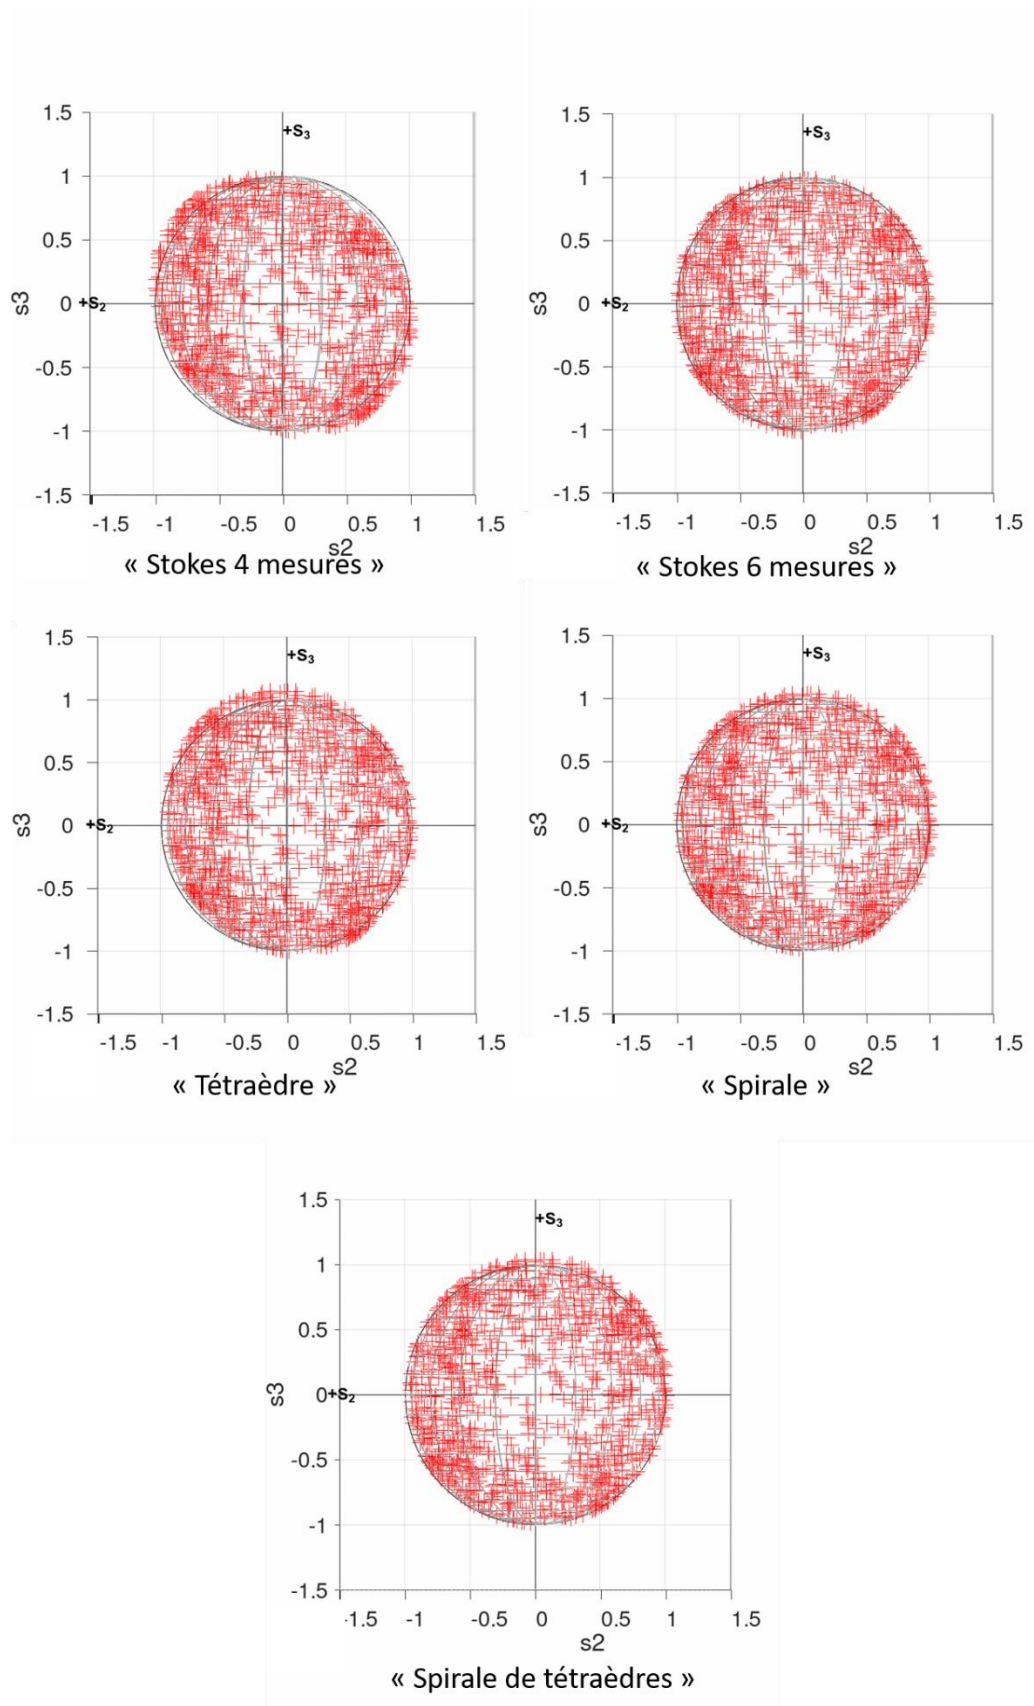 1.5
+S3
1
0.5
s3
0
+S2
-0.5
-1
-1.5
-1.5 -1 -0.5 0 0.5 1 1.5
s2
« Stokes 4 mesures »
1.5
+S3
1
0.5
s3
0
+S2
-0.5
-1
-1.5
-1.5 -1 -0.5 0 0.5 1 1.5
s2
« Stokes 6 mesures »
1.5
+S3
1
0.5
s3
0
+S2
-0.5
-1
-1.5
-1.5 -1 -0.5 0 0.5 1 1.5
s2
« Tétraèdre »
1.5
+S3
1
0.5
s3
0
+S2
-0.5
-1
-1.5
-1.5 -1 -0.5 0 0.5 1 1.5
s2
« Spirale »
1.5
+S3
1
0.5
s3
0
+S2
-0.5
-1
-1.5
-1.5 -1 -0.5 0 0.5 1 1.5
s2
« Spirale de tétraèdres »